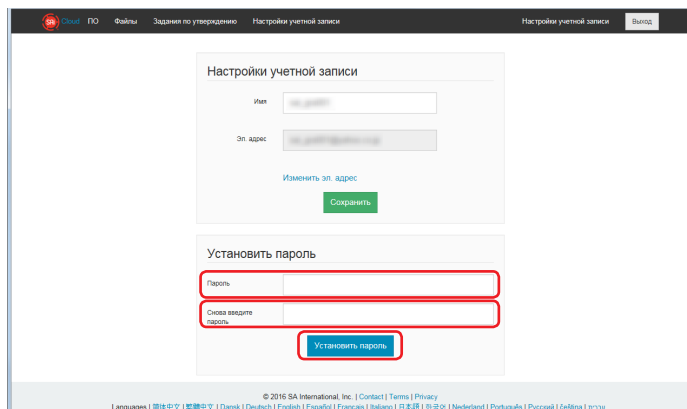 SAi Cloud ПО Файлы Задания по утверждению Настройки учетной записи Настройки учетной записи Выход
Настройки учетной записи
Имя
Эл. адрес
Изменить эл. адрес
Сохранить
Установить пароль
Пароль
Снова введите
пароль
Установить пароль
© 2016 SA International, Inc. | Contact | Terms | Privacy
Languages | 简体中文 | 繁體中文 | Dansk | Deutsch | English | Español | Français | Italiano | 日本語 | 한국어 | Nederland | Português | Русский | čeština | עברית